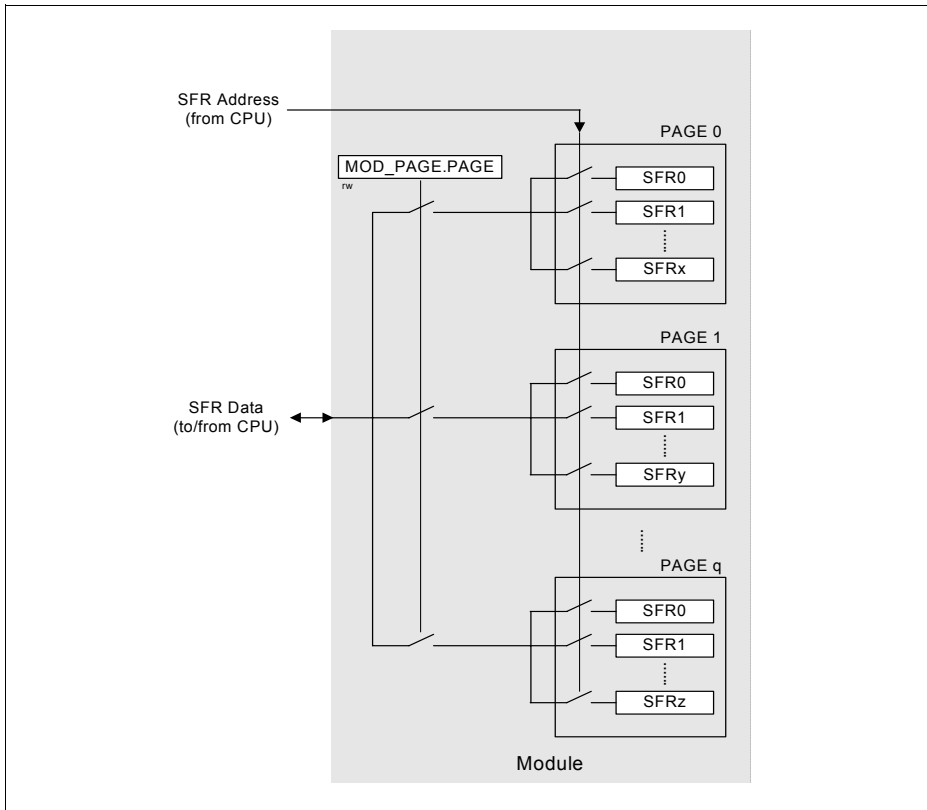 SFR Address
(from CPU)
PAGE 0
MOD_PAGE.PAGE
rw
SFR0
SFR1
SFRx
PAGE 1
SFR Data
(to/from CPU)
SFR0
SFR1
SFRy
PAGE q
SFR0
SFR1
SFRz
Module